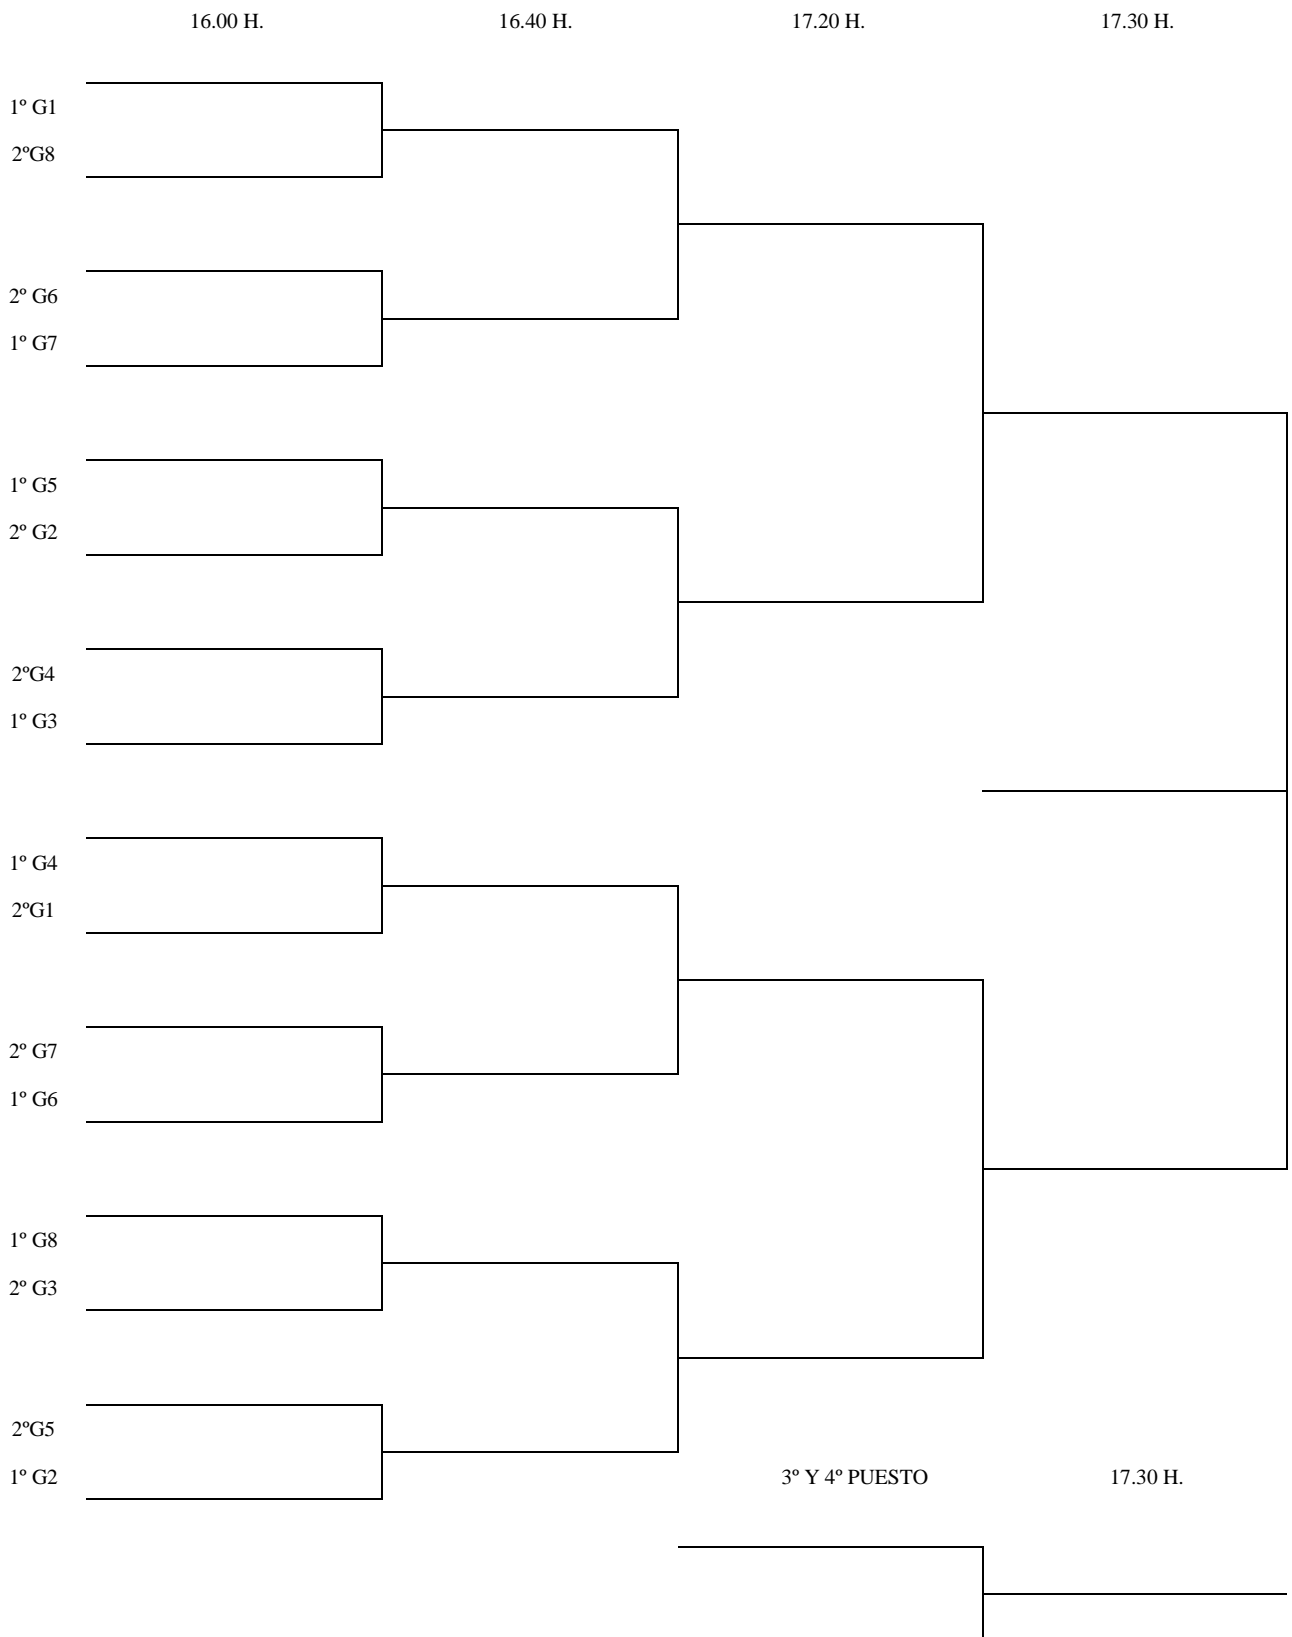 16.00 H. 16.40 H. 17.20 H. 17.30 H.
1º G1
2ºG8
2º G6
1º G7
1º G5
2º G2
2ºG4
1º G3
1º G4
2ºG1
2º G7
1º G6
1º G8
2º G3
2ºG5
1º G2 3º Y 4º PUESTO 17.30 H.